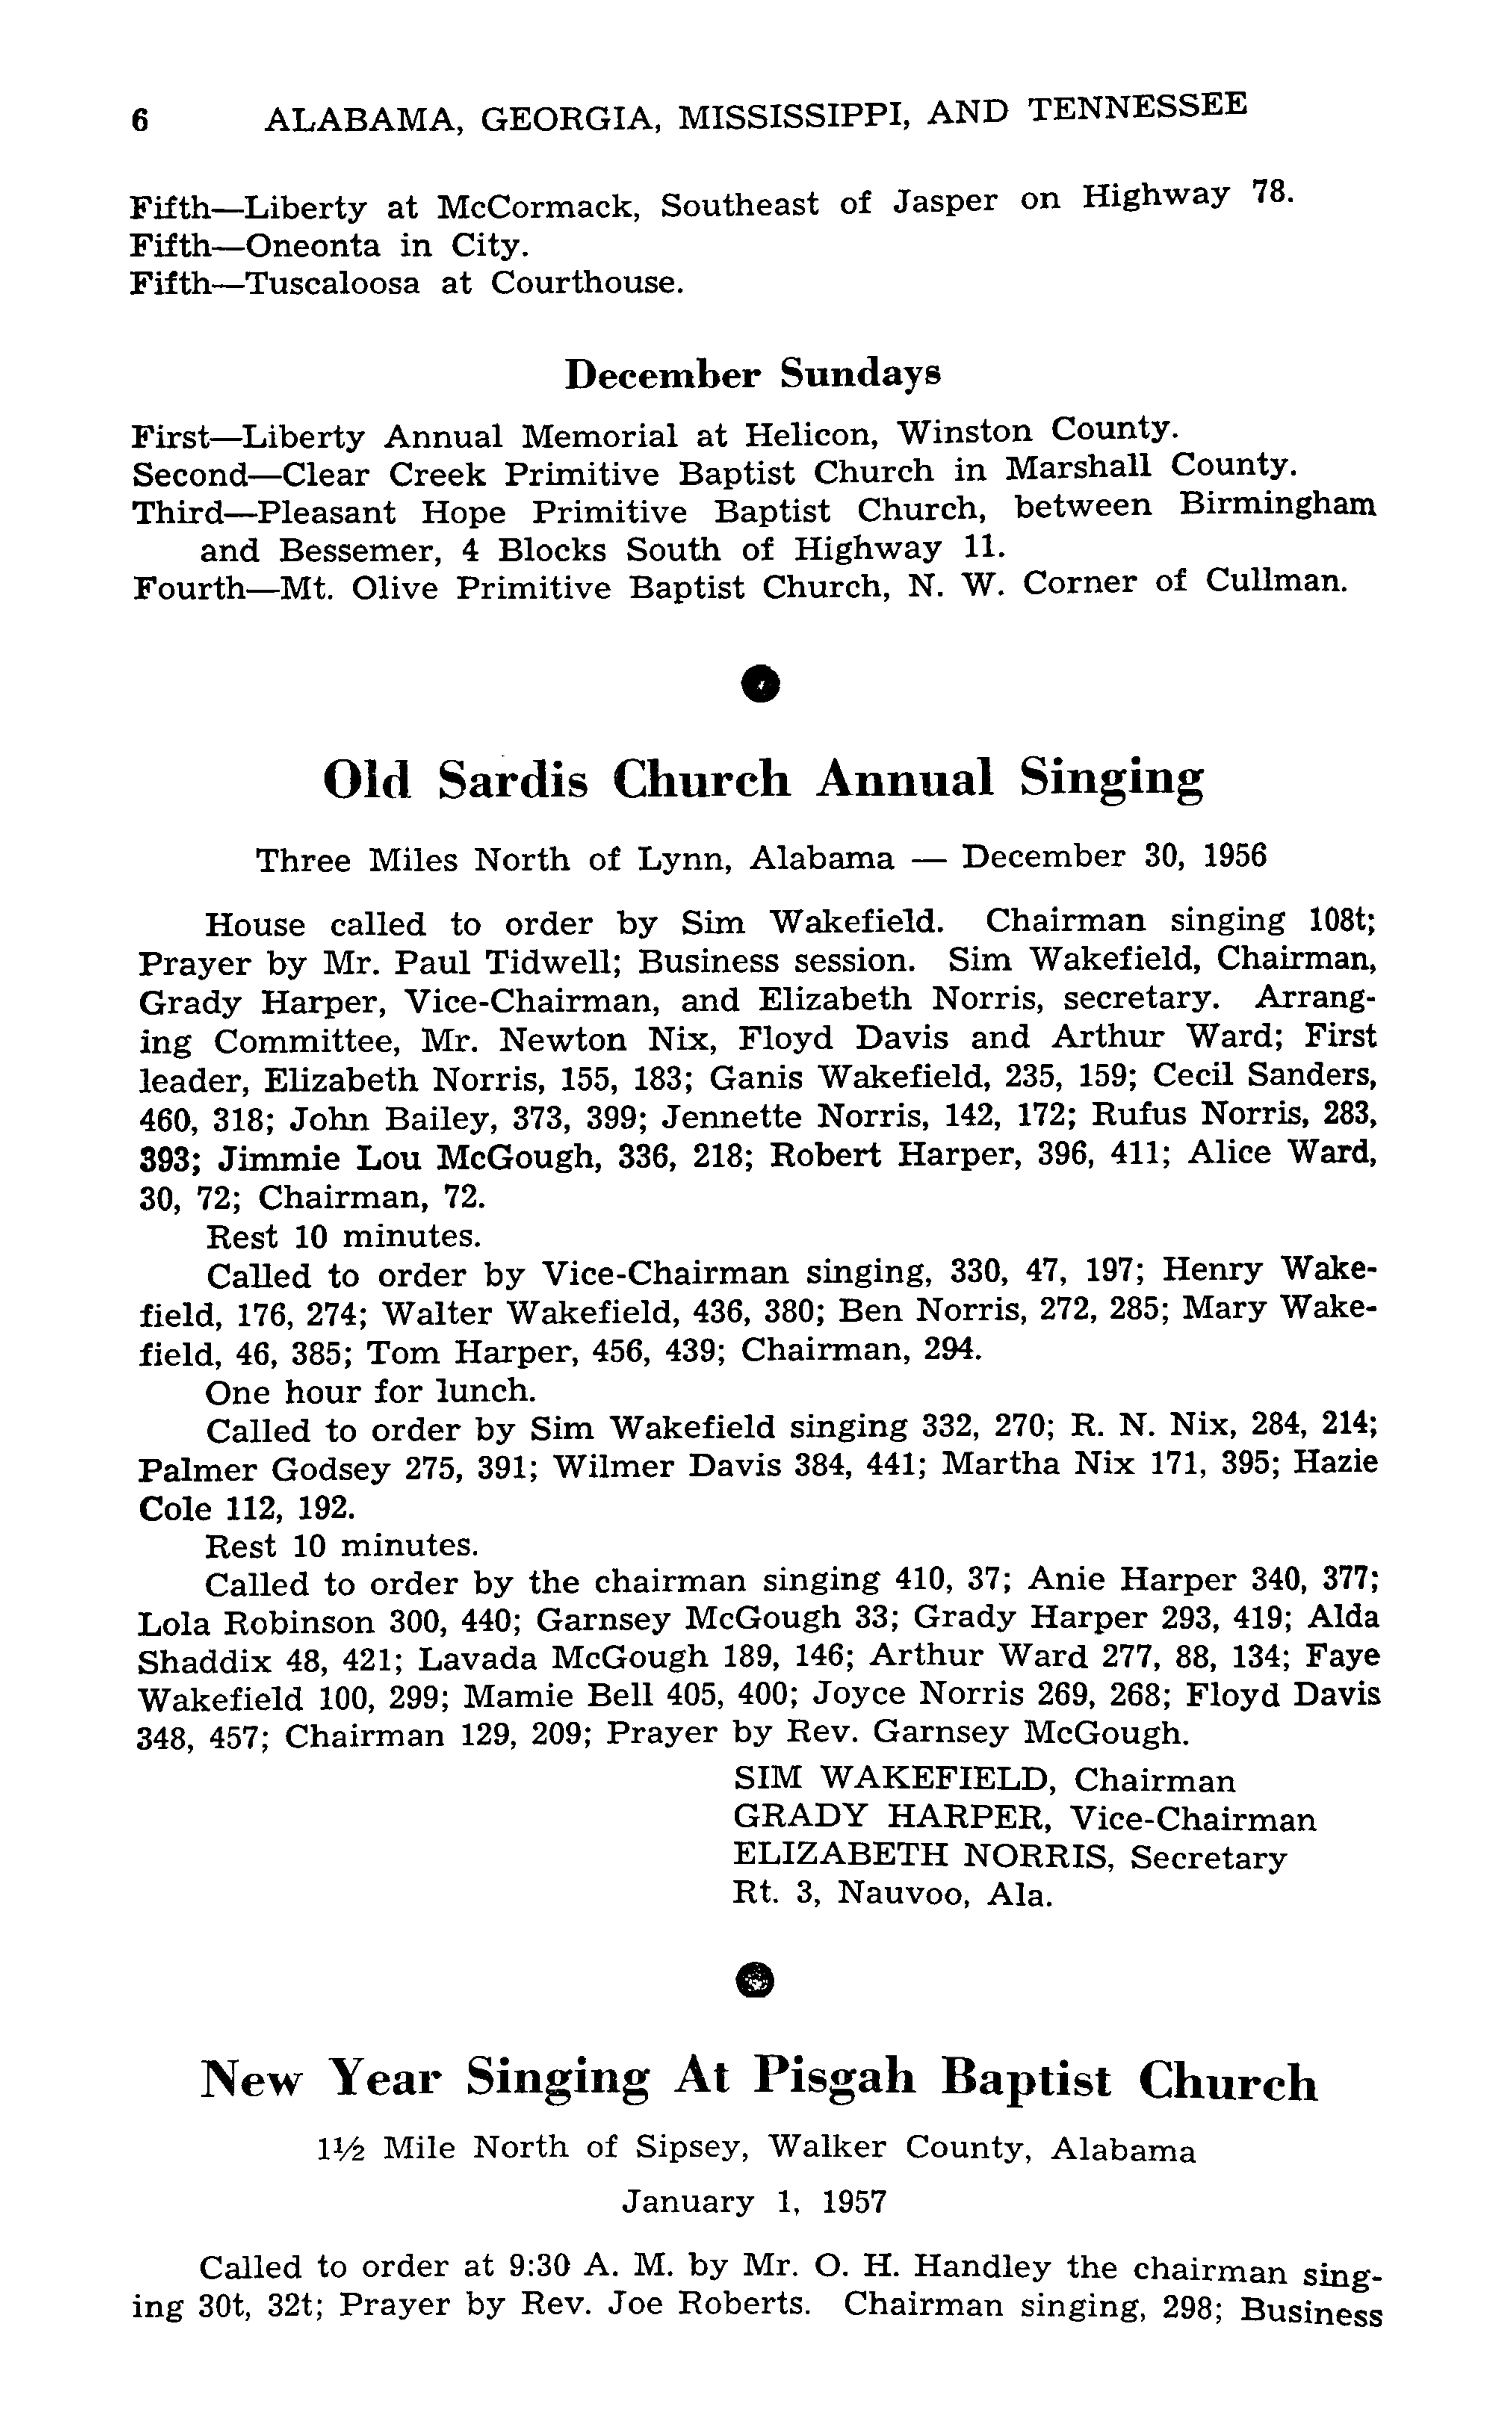 6 ALABAMA, GEORGIA, MISSISSIPPI, AND TENNESSEE
Fifth—Liberty at McCormack, Southeast of Jasper on Highway 78.
Fifth—Oneonta in City.
Fifth—Tuscaloosa at Courthouse.
December Sundays
First—Liberty Annual Memorial at Helicon, Winston County.
Second—Clear Creek Primitive Baptist Church in Marshall County.
Third—Pleasant Hope Primitive Baptist Church, between Birmingham
and Bessemer, 4 Blocks South of Highway 11.
Fourth—Mt. Olive Primitive Baptist Church, N. W. Corner of Cullman.
Old Sardis Church Annual Singing
Three Miles North of Lynn, Alabama — December 30, 1956
House called to order by Sim Wakefield. Chairman singing 108t;
Prayer by Mr. Paul Tidwell; Business session. Sim Wakefield, Chairman,
Grady Harper, Vice-Chairman, and Elizabeth Norris, secretary. Arrang-
ing Committee, Mr. Newton Nix, Floyd Davis and Arthur Ward; First
leader, Elizabeth Norris, 155, 183; Ganis Wakefield, 235, 159; Cecil Sanders,
460, 318; John Bailey, 373, 399; Jennette Norris, 142, 172; Rufus Norris, 283,
393; Jimmie Lou McGough, 336, 218; Robert Harper, 396, 411; Alice Ward,
30, 72; Chairman, 72.
Rest 10 minutes.
Called to order by Vice-Chairman singing, 330, 47, 197; Henry Wake-
field, 176, 274; Walter Wakefield, 436, 380; Ben Norris, 272, 285; Mary Wake-
field, 46, 385; Tom Harper, 456, 439; Chairman, 294.
One hour for lunch.
Called to order by Sim Wakefield singing 332, 270; R. N. Nix, 284, 214;
Palmer Godsey 275, 391; Wilmer Davis 384, 441; Martha Nix 171, 395; Hazie
Cole 112, 192.
Rest 10 minutes.
Called to order by the chairman singing 410, 37; Anie Harper 340, 377;
Lola Robinson 300, 440; Garnsey McGough 33; Grady Harper 293, 419; Alda
Shaddix 48, 421; Lavada McGough 189, 146; Arthur Ward 277, 88, 134; Faye
Wakefield 100, 299; Mamie Bell 405, 400; Joyce Norris 269, 268; Floyd Davis
348, 457; Chairman 129, 209; Prayer by Rev. Garnsey McGough.
SIM WAKEFIELD, Chairman
GRADY HARPER, Vice-Chairman
ELIZABETH NORRIS, Secretary
Rt. 3, Nauvoo, Ala.
New Year Singing At Pisgah Baptist Church
1½ Mile North of Sipsey, Walker County, Alabama
January 1, 1957
Called to order at 9:30 A. M. by Mr. O. H. Handley the chairman sing-
ing 30t, 32t; Prayer by Rev. Joe Roberts. Chairman singing, 298; Business